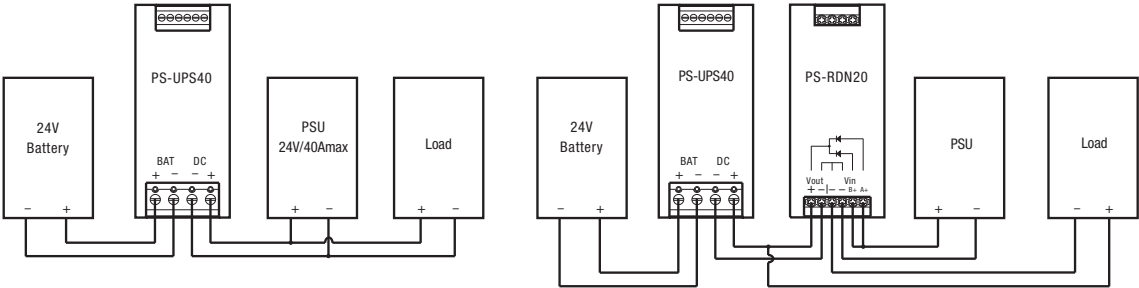 PS-UPS40
24V
Battery
BAT DC
+ − − +
− +
PSU
24V/40Amax
+ −
Load
+ −
PS-UPS40
PS-RDN20
24V
Battery
BAT DC
+ − − +
− +
Vout Vin
+ − | − − B+ A+
PSU
+ −
Load
− +